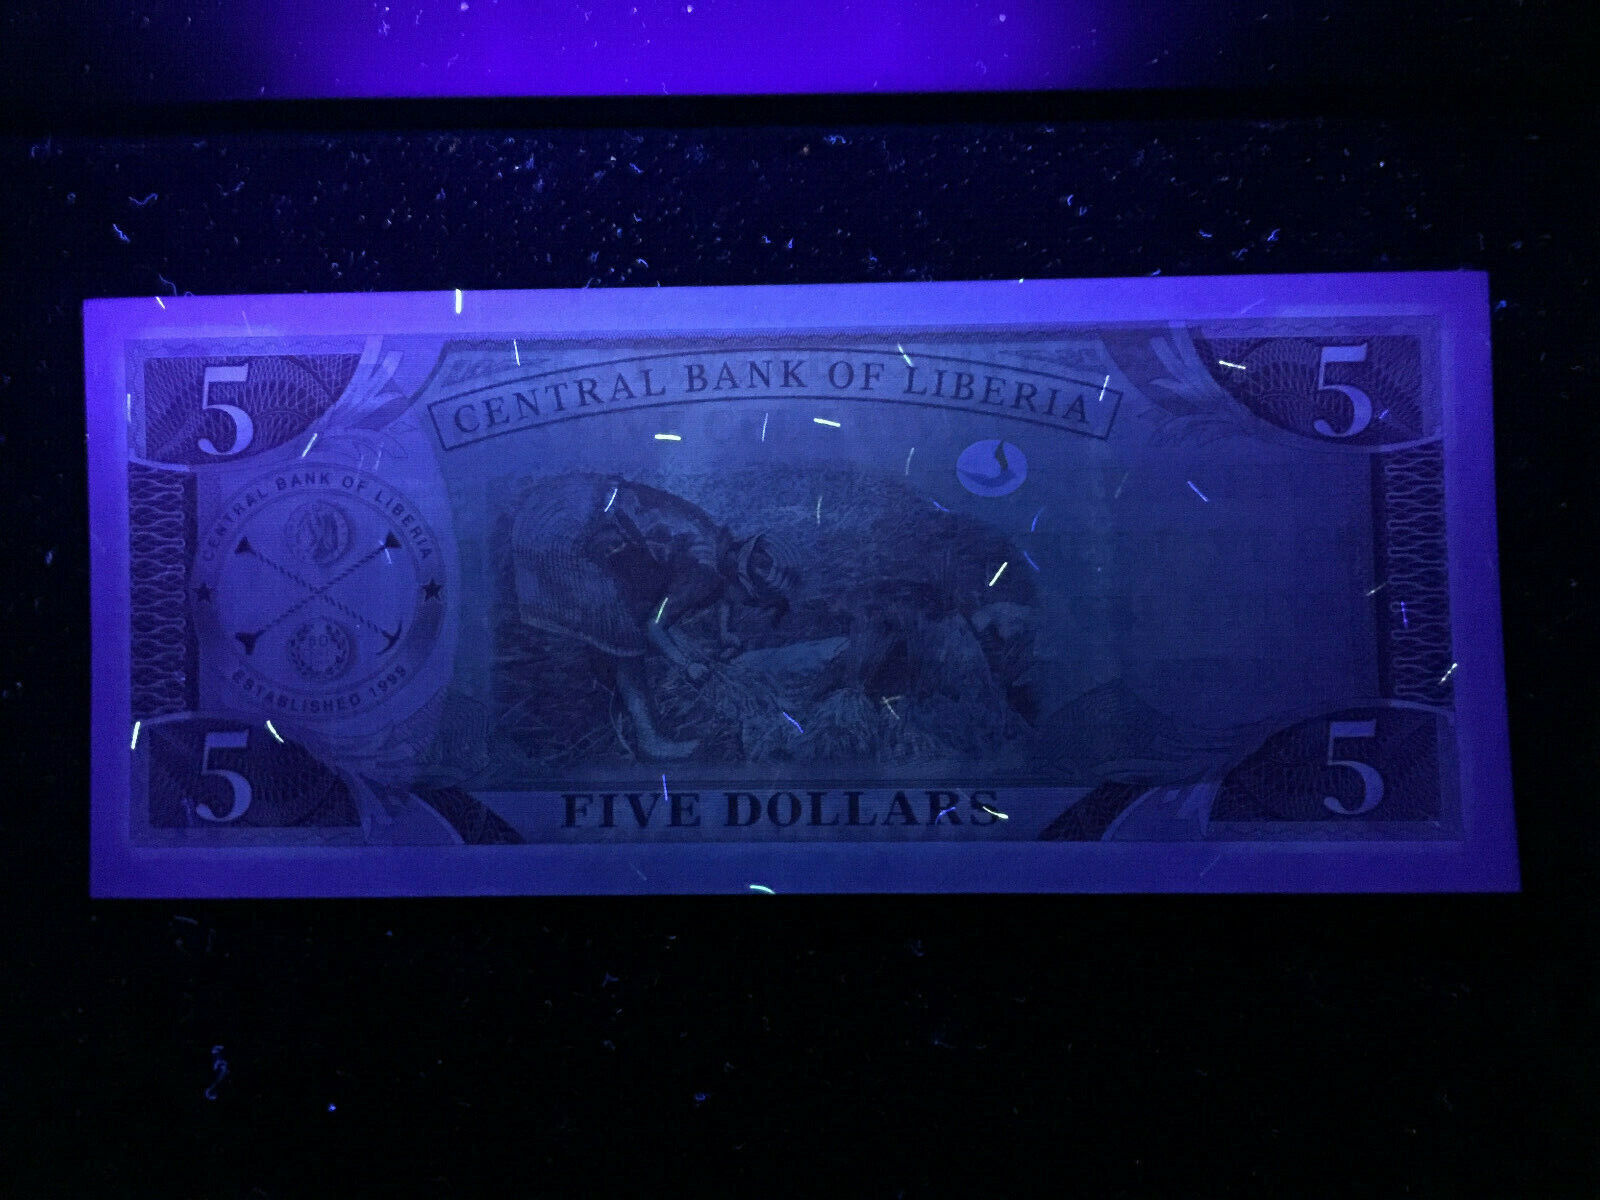 5
CENTRAL BANK OF LIBERIA
5
CENTRAL BANK OF LIBERIA
ESTABLISHED 1999
5
FIVE DOLLARS
5